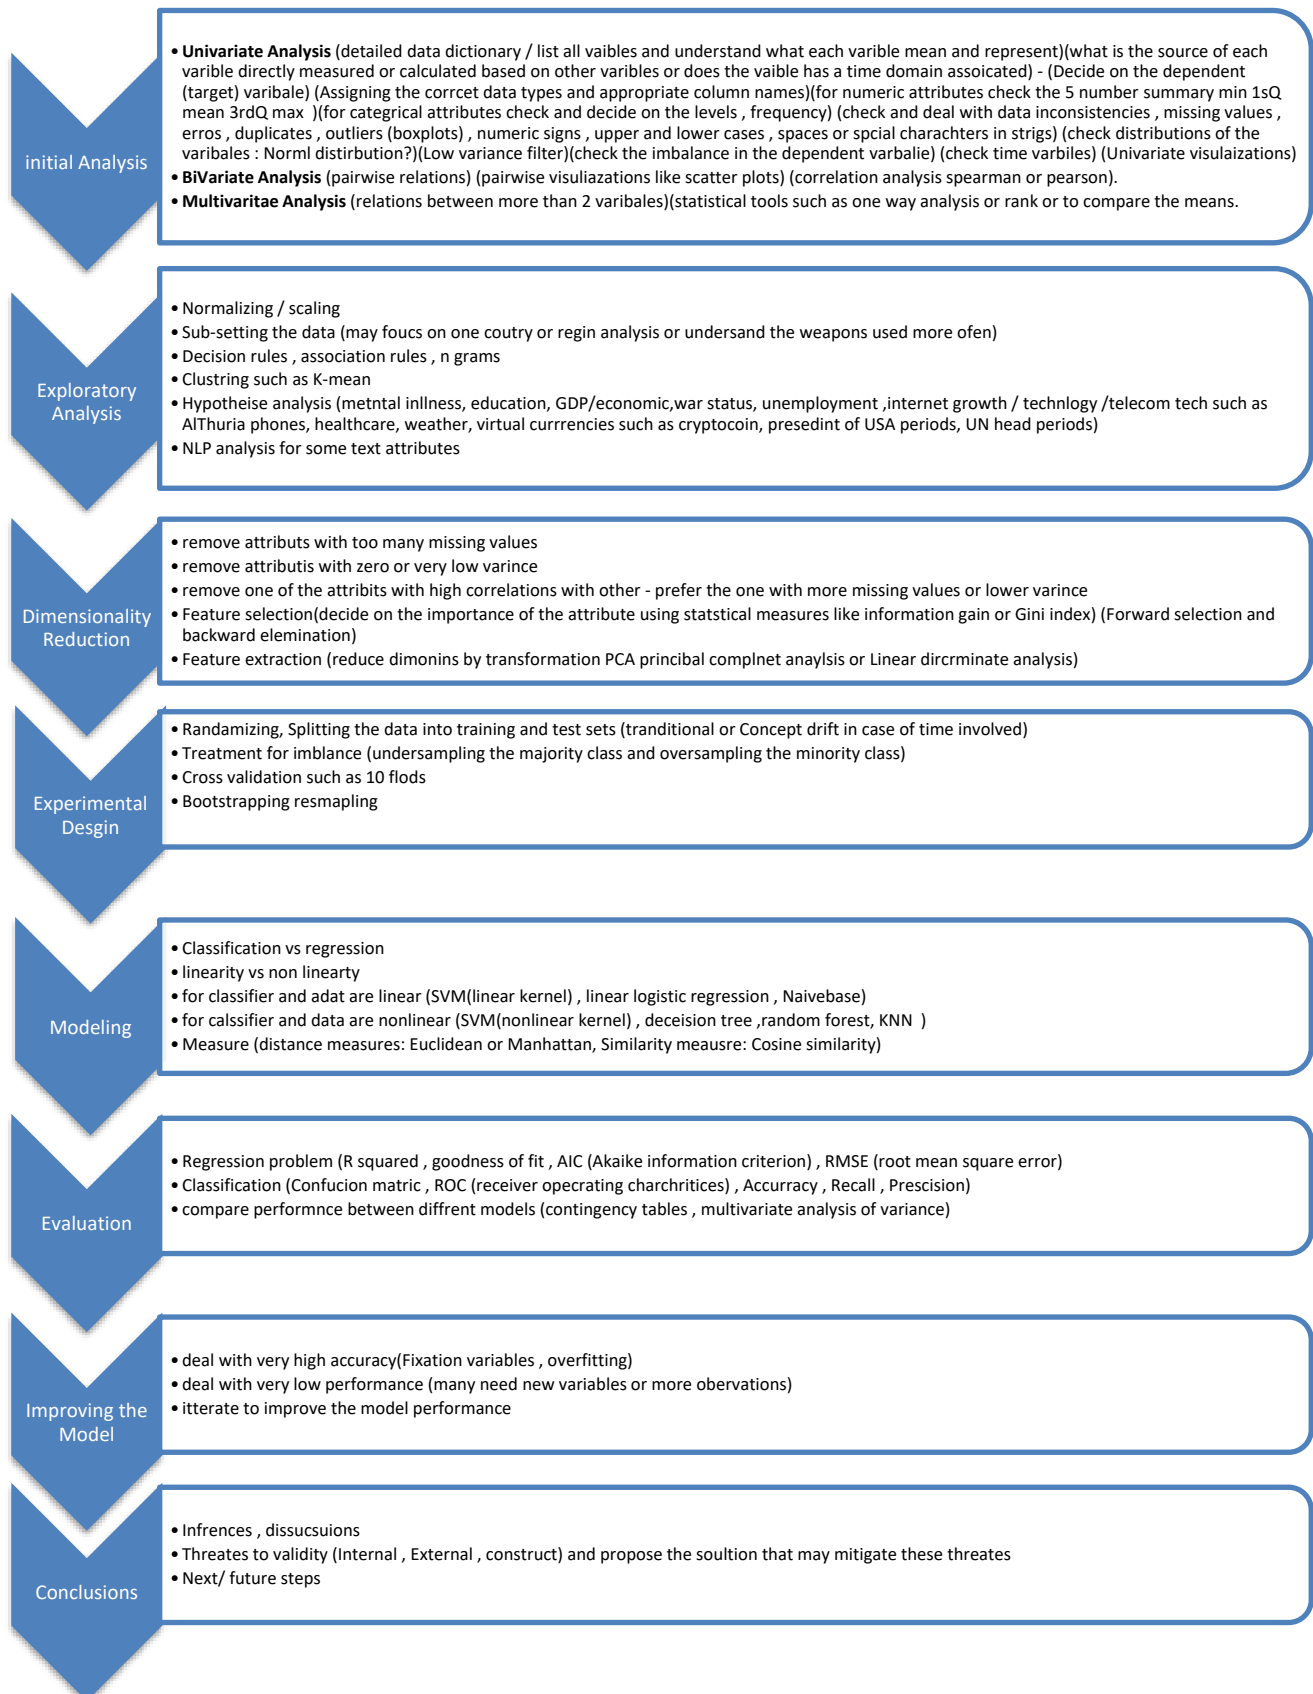 initial Analysis
• Univariate Analysis (detailed data dictionary / list all vaibles and understand what each varible mean and represent)(what is the source of each
varible directly measured or calculated based on other varibles or does the vaible has a time domain assoicated) - (Decide on the dependent
(target) varibale) (Assigning the corrcet data types and appropriate column names)(for numeric attributes check the 5 number summary min 1sQ
mean 3rdQ max )(for categrical attributes check and decide on the levels , frequency) (check and deal with data inconsistencies , missing values ,
erros , duplicates , outliers (boxplots) , numeric signs , upper and lower cases , spaces or spcial charachters in strigs) (check distributions of the
varibales : Norml distirbution?)(Low variance filter)(check the imbalance in the dependent varbalie) (check time varbiles) (Univariate visulaizations)
• BiVariate Analysis (pairwise relations) (pairwise visuliazations like scatter plots) (correlation analysis spearman or pearson).
• Multivaritae Analysis (relations between more than 2 varibales)(statistical tools such as one way analysis or rank or to compare the means.
Exploratory
Analysis
• Normalizing / scaling
• Sub-setting the data (may foucs on one coutry or regin analysis or undersand the weapons used more ofen)
• Decision rules , association rules , n grams
• Clustring such as K-mean
• Hypotheise analysis (metntal inllness, education, GDP/economic,war status, unemployment ,internet growth / technlogy /telecom tech such as
AlThuria phones, healthcare, weather, virtual currrencies such as cryptocoin, presedint of USA periods, UN head periods)
• NLP analysis for some text attributes
Dimensionality
Reduction
• remove attributs with too many missing values
• remove attributis with zero or very low varince
• remove one of the attribits with high correlations with other - prefer the one with more missing values or lower varince
• Feature selection(decide on the importance of the attribute using statstical measures like information gain or Gini index) (Forward selection and
backward elemination)
• Feature extraction (reduce dimonins by transformation PCA princibal complnet anaylsis or Linear dircrminate analysis)
Experimental
Desgin
• Randamizing, Splitting the data into training and test sets (tranditional or Concept drift in case of time involved)
• Treatment for imblance (undersampling the majority class and oversampling the minority class)
• Cross validation such as 10 flods
• Bootstrapping resmapling
Modeling
• Classification vs regression
• linearity vs non linearty
• for classifier and adat are linear (SVM(linear kernel) , linear logistic regression , Naivebase)
• for calssifier and data are nonlinear (SVM(nonlinear kernel) , deceision tree ,random forest, KNN )
• Measure (distance measures: Euclidean or Manhattan, Similarity meausre: Cosine similarity)
Evaluation
• Regression problem (R squared , goodness of fit , AIC (Akaike information criterion) , RMSE (root mean square error)
• Classification (Confucion matric , ROC (receiver opecrating charchritices) , Accurracy , Recall , Prescision)
• compare performnce between diffrent models (contingency tables , multivariate analysis of variance)
Improving the
Model
• deal with very high accuracy(Fixation variables , overfitting)
• deal with very low performance (many need new variables or more obervations)
• itterate to improve the model performance
Conclusions
• Infrences , dissucsuions
• Threates to validity (Internal , External , construct) and propose the soultion that may mitigate these threates
• Next/ future steps